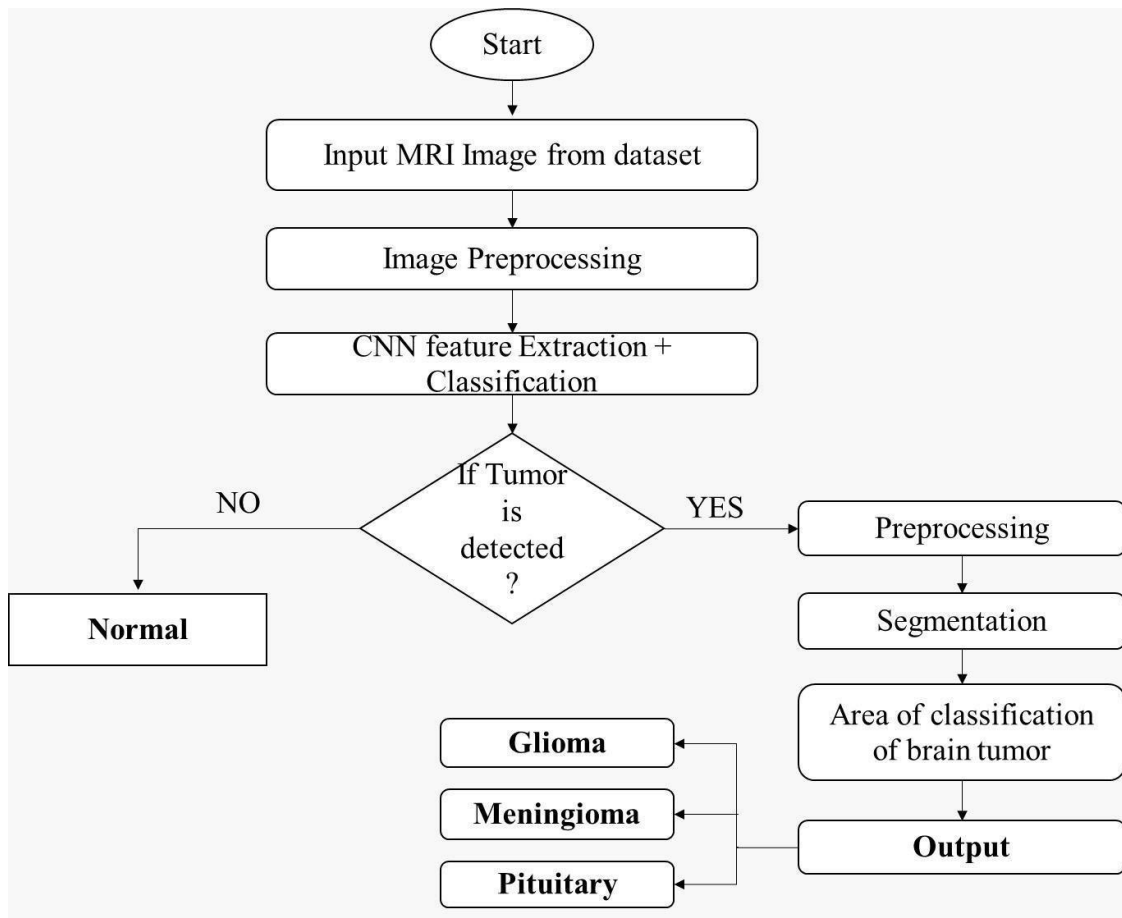 Start
Input MRI Image from dataset
Image Preprocessing
CNN feature Extraction +
Classification
If Tumor
is
detected
?
NO
YES
Normal
Preprocessing
Segmentation
Area of classification
of brain tumor
Output
Glioma
Meningioma
Pituitary